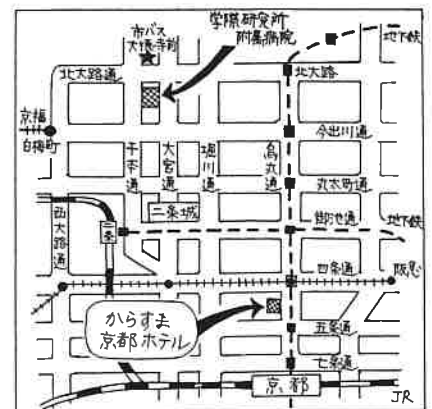 市バス
大徳寺前
学際研究所
附属病院
地下鉄
北大路通
北大路
京福
白梅町
今出川通
千本通
大宮通
堀川通
烏丸通
丸太町通
西大路通
二条城
二条
御池通
地下鉄
四条通
阪急
からすま
京都ホテル
五条通
七条通
京都
JR